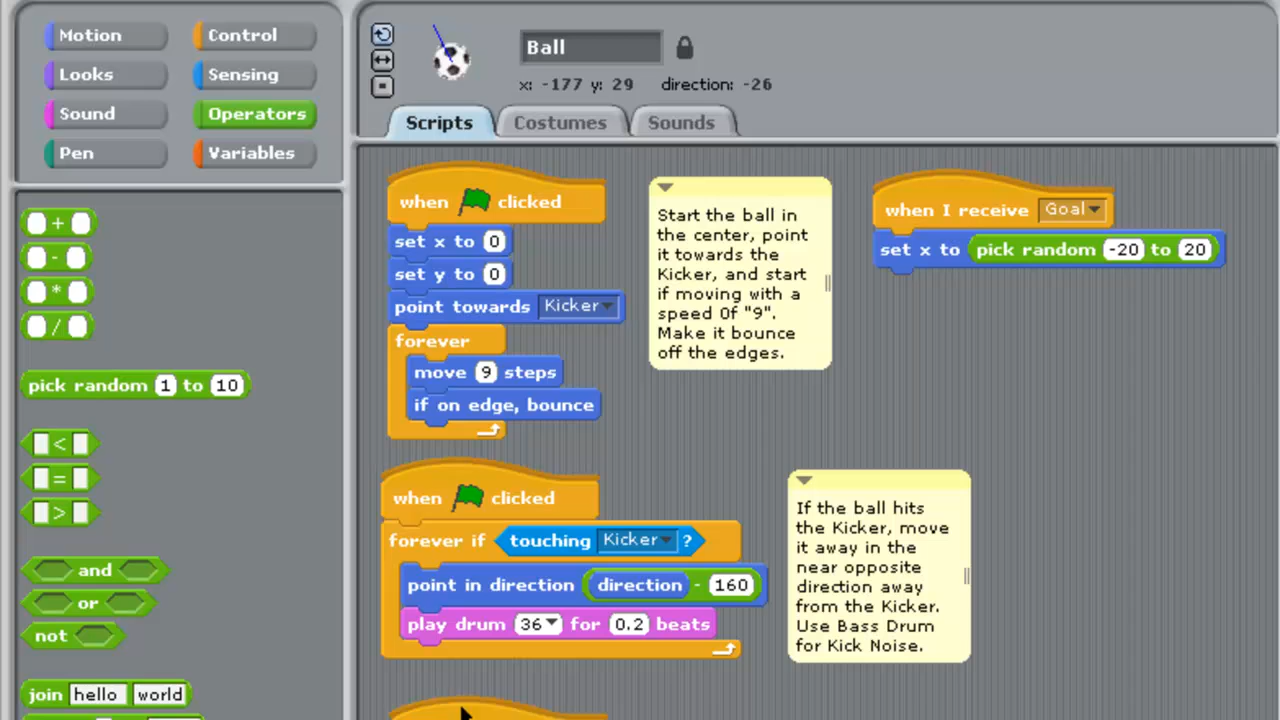 Motion Control
Looks Sensing
Sound Operators
Pen Variables
+
-
*
/
pick random 1 to 10
<
=
>
and
or
not
join hello world
Ball
x: -177 y: 29 direction: -26
Scripts Costumes Sounds
when clicked
set x to 0
set y to 0
point towards Kicker
forever
move 9 steps
if on edge, bounce
Start the ball in
the center, point
it towards the
Kicker, and start
if moving with a
speed 0f "9".
Make it bounce
off the edges.
when I receive Goal
set x to pick random -20 to 20
when clicked
forever if touching Kicker ?
point in direction direction - 160
play drum 36 for 0.2 beats
If the ball hits
the Kicker, move
it away in the
near opposite
direction away
from the Kicker.
Use Bass Drum
for Kick Noise.